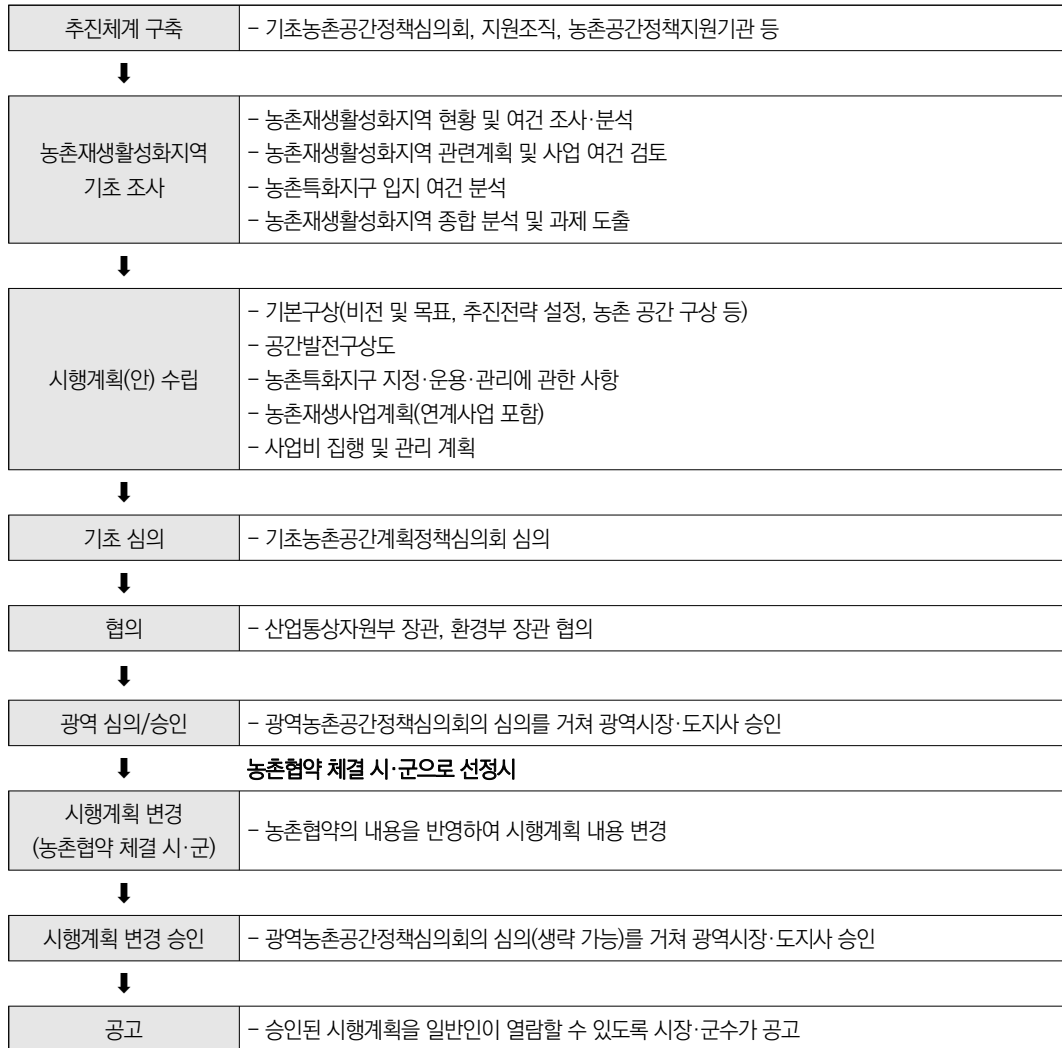 추진체계 구축
- 기초농촌공간정책심의회, 지원조직, 농촌공간정책지원기관 등
농촌재생활성화지역
기초 조사
- 농촌재생활성화지역 현황 및 여건 조사·분석
- 농촌재생활성화지역 관련계획 및 사업 여건 검토
- 농촌특화지구 입지 여건 분석
- 농촌재생활성화지역 종합 분석 및 과제 도출
시행계획(안) 수립
- 기본구상(비전 및 목표, 추진전략 설정, 농촌 공간 구상 등)
- 공간발전구상도
- 농촌특화지구 지정·운용·관리에 관한 사항
- 농촌재생사업계획(연계사업 포함)
- 사업비 집행 및 관리 계획
기초 심의
- 기초농촌공간계획정책심의회 심의
협의
- 산업통상자원부 장관, 환경부 장관 협의
광역 심의/승인
- 광역농촌공간정책심의회의 심의를 거쳐 광역시장·도지사 승인
농촌협약 체결 시·군으로 선정시
시행계획 변경
(농촌협약 체결 시·군)
- 농촌협약의 내용을 반영하여 시행계획 내용 변경
시행계획 변경 승인
- 광역농촌공간정책심의회의 심의(생략 가능)를 거쳐 광역시장·도지사 승인
공고
- 승인된 시행계획을 일반인이 열람할 수 있도록 시장·군수가 공고